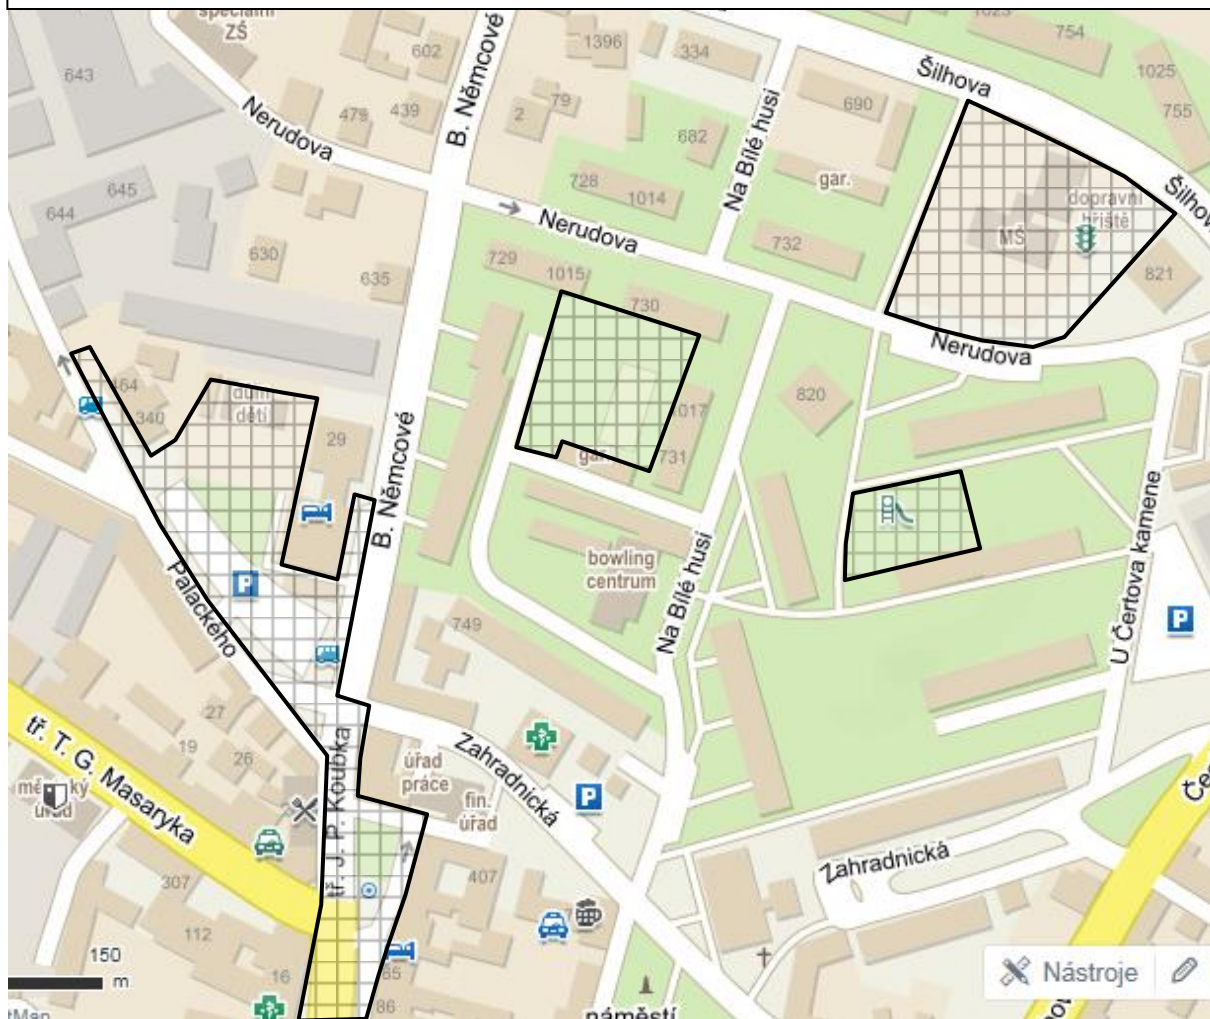 speciální
ZŠ
643
602
1396
334
1023
754
1025
755
Šilhova
690
Nerudova
479
439
B. Němcové
2
79
682
Na Bílé husi
gar.
Šilhova
645
644
728
1014
dopravní
hřiště
MŠ
630
635
Nerudova
732
821
729
1015
730
Nerudova
464
340
dům
dětí
29
B. Němcové
820
1017
731
gar.
P
bowling
centrum
Na Bílé husi
U Čertova kamene
P
Palackého
749
27
19
26
tř. T. G. Masaryka
městský
úřad
tř. J. P. Koubka
úřad
práce
fin.
úřad
Zahradnická
P
Zahradnická
307
407
112
16
65
86
150
m
Nástroje
náměstí